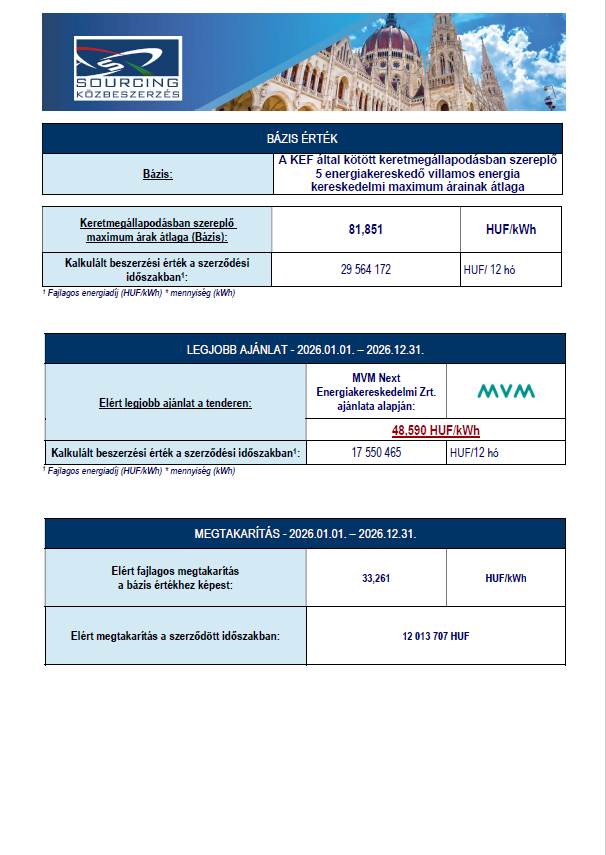 SOURCING
KÖZBESZERZÉS
BÁZIS ÉRTÉK
Bázis:
A KEF által kötött keretmegállapodásban szereplő
5 energiakereskedő villamos energia
kereskedelmi maximum árainak átlaga
Keretmegállapodásban szereplő
maximum árak átlaga (Bázis):
81,851
HUF/kWh
Kalkulált beszerzési érték a szerződési
időszakban¹:
29 564 172
HUF/ 12 hó
¹ Fajlagos energiadíj (HUF/kWh) * mennyiség (kWh)
LEGJOBB AJÁNLAT - 2026.01.01. – 2026.12.31.
Elért legjobb ajánlat a tenderen:
MVM Next
Energiakereskedelmi Zrt.
ajánlata alapján:
MVM
48,590 HUF/kWh
Kalkulált beszerzési érték a szerződési időszakban¹:
17 550 465
HUF/12 hó
¹ Fajlagos energiadíj (HUF/kWh) * mennyiség (kWh)
MEGTAKARÍTÁS - 2026.01.01. – 2026.12.31.
Elért fajlagos megtakarítás
a bázis értékhez képest:
33,261
HUF/kWh
Elért megtakarítás a szerződött időszakban:
12 013 707 HUF